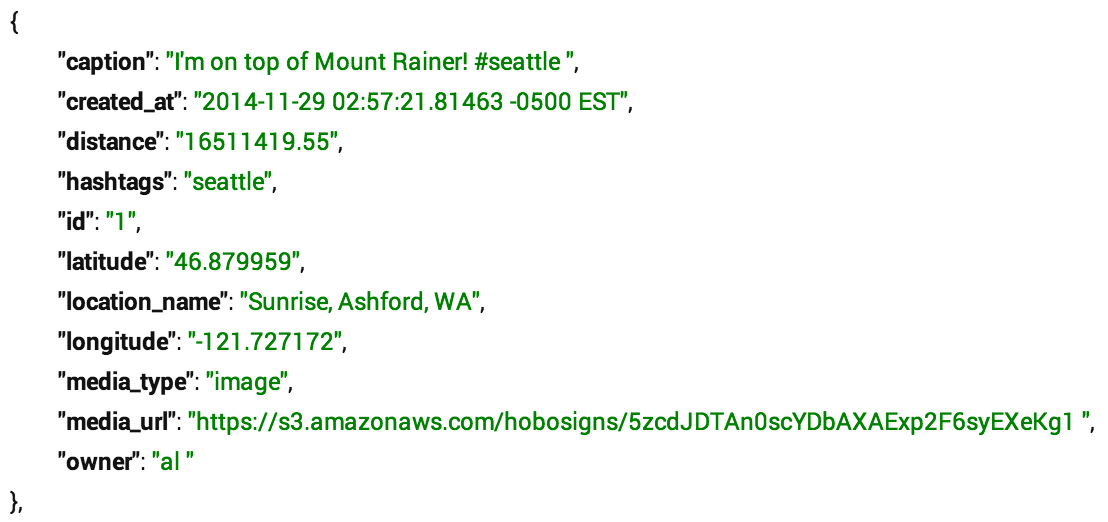 {
"caption": "I'm on top of Mount Rainer! #seattle ",
"created_at": "2014-11-29 02:57:21.81463 -0500 EST",
"distance": "16511419.55",
"hashtags": "seattle",
"id": "1",
"latitude": "46.879959",
"location_name": "Sunrise, Ashford, WA",
"longitude": "-121.727172",
"media_type": "image",
"media_url": "https://s3.amazonaws.com/hobosigns/5zcdJDTAn0scYDbAXAExp2F6syEXeKg1 ",
"owner": "al "
},